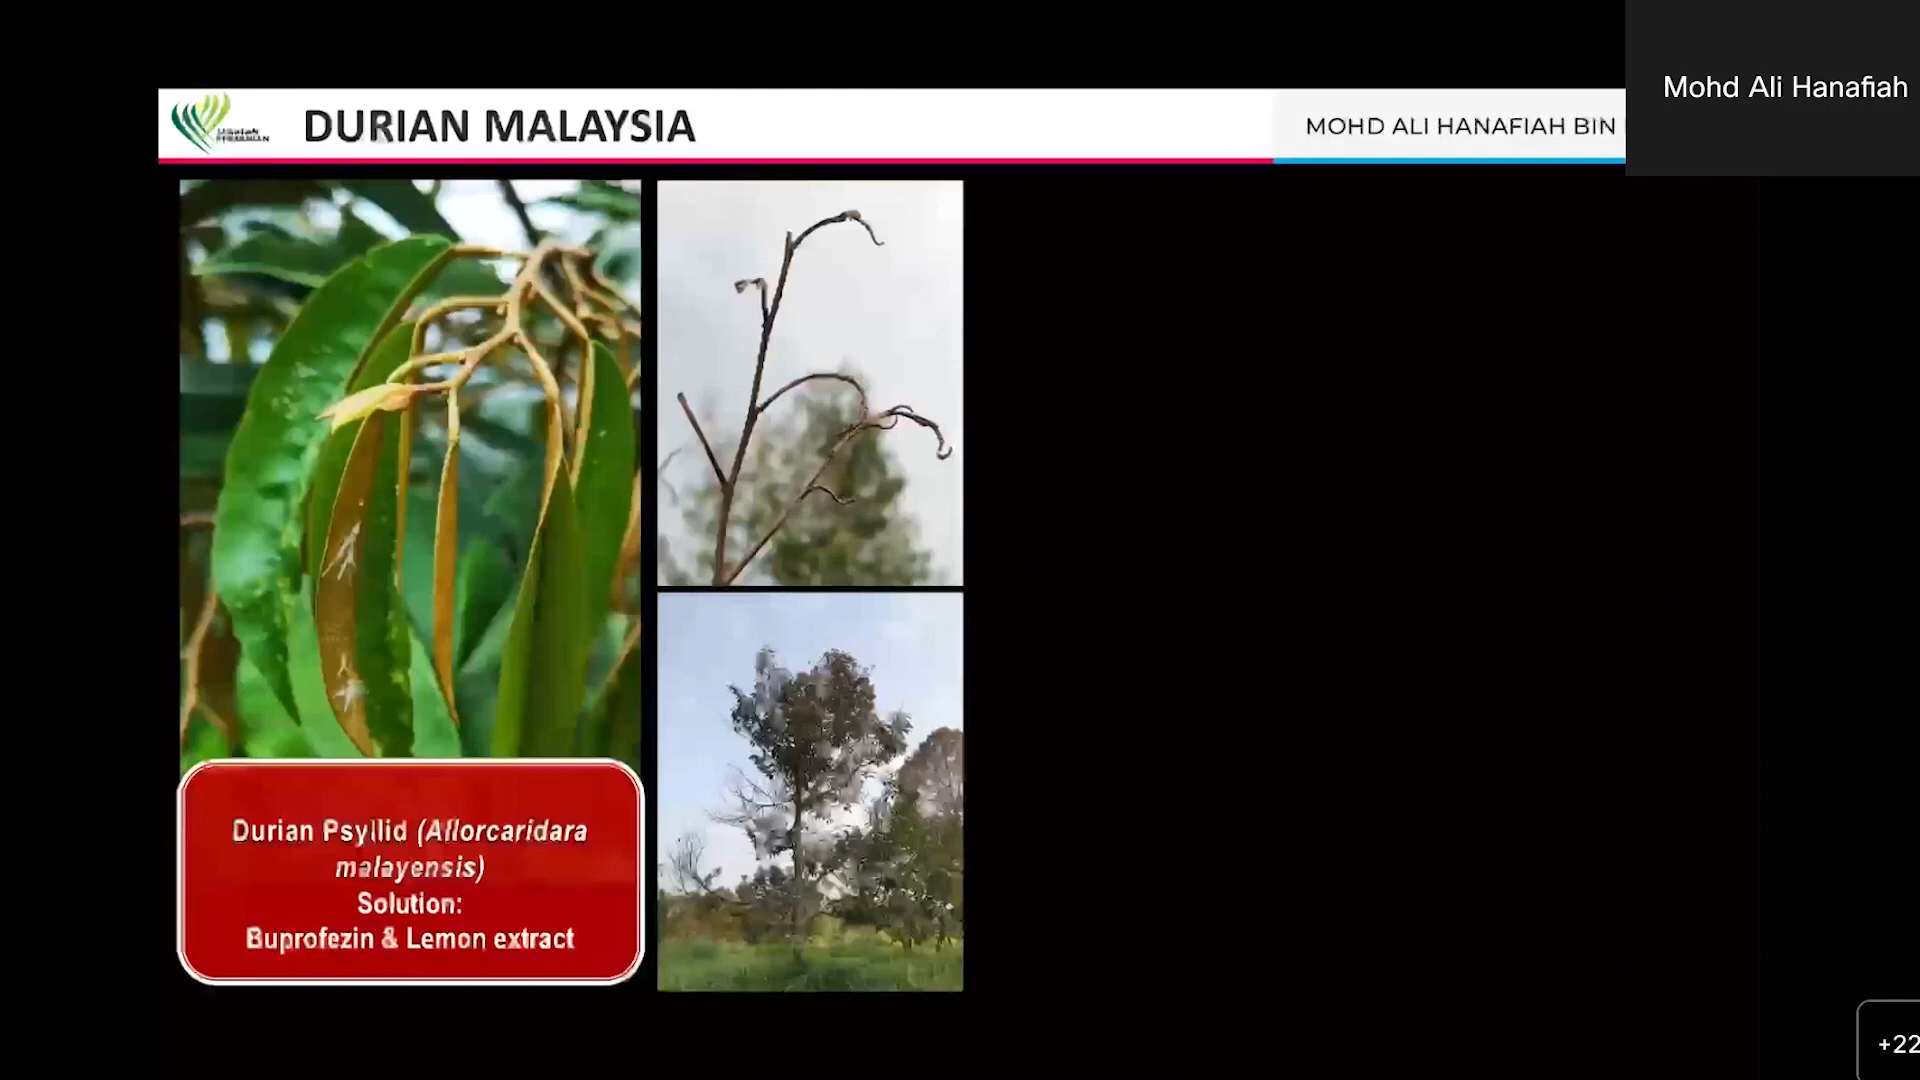 Mohd Ali Hanafiah
DURIAN MALAYSIA
MOHD ALI HANAFIAH BIN
Durian Psyllid (Allorcaridara
malayensis)
Solution:
Buprofezin & Lemon extract
+22